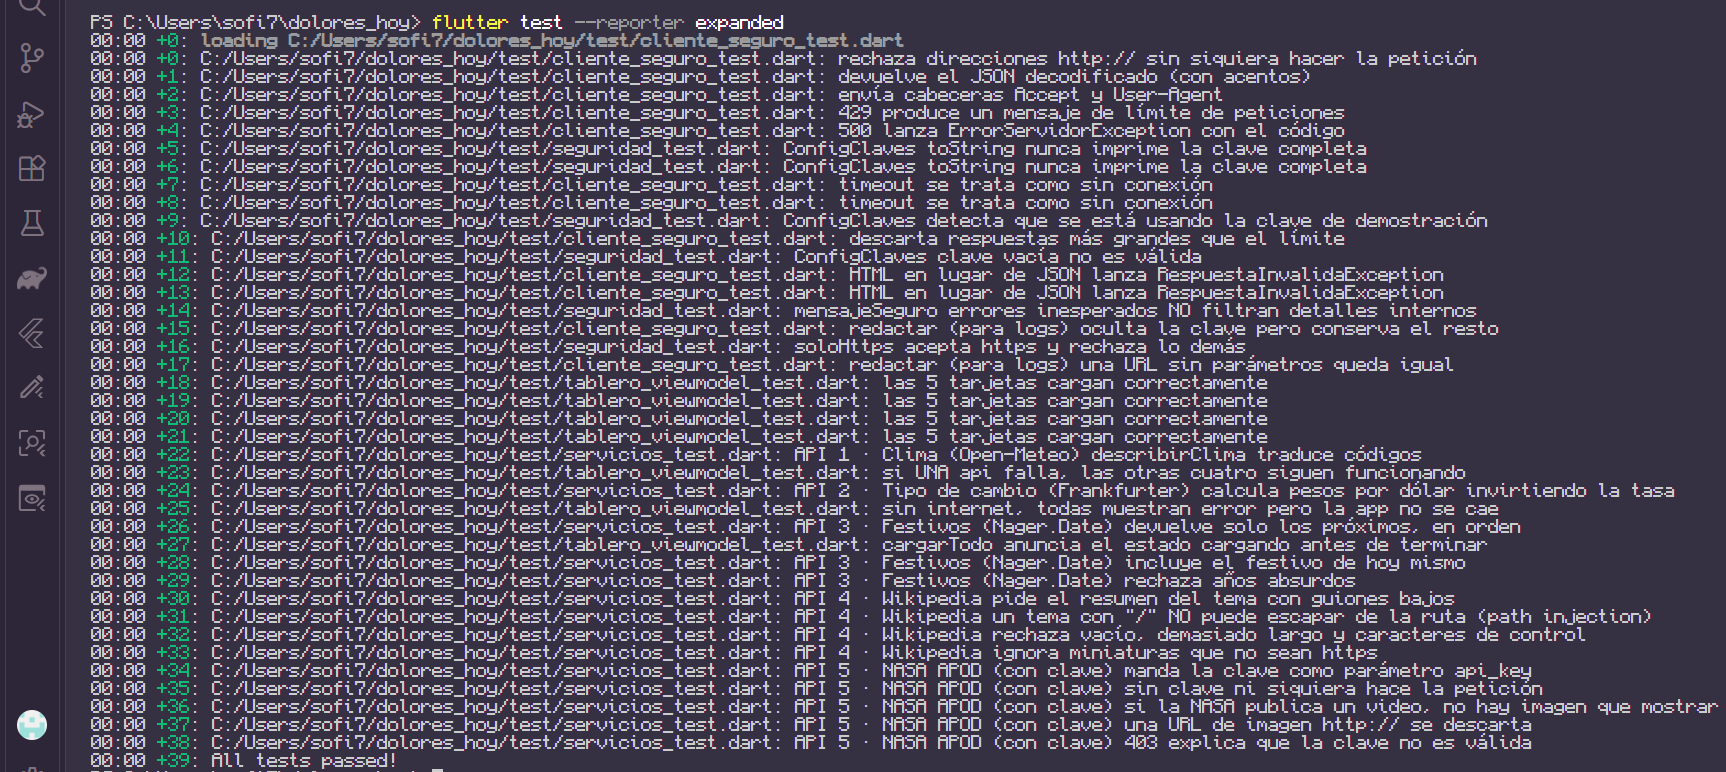 PS C:\Users\sofi7\dolores_hoy> flutter test --reporter expanded
00:00 +0: loading C:/Users/sofi7/dolores_hoy/test/cliente_seguro_test.dart
00:00 +0: C:/Users/sofi7/dolores_hoy/test/cliente_seguro_test.dart: rechaza direcciones http:// sin siquiera hacer la petición
00:00 +1: C:/Users/sofi7/dolores_hoy/test/cliente_seguro_test.dart: devuelve el JSON decodificado (con acentos)
00:00 +2: C:/Users/sofi7/dolores_hoy/test/cliente_seguro_test.dart: envía cabeceras Accept y User-Agent
00:00 +3: C:/Users/sofi7/dolores_hoy/test/cliente_seguro_test.dart: 429 produce un mensaje de límite de peticiones
00:00 +4: C:/Users/sofi7/dolores_hoy/test/cliente_seguro_test.dart: 500 lanza ErrorServidorException con el código
00:00 +5: C:/Users/sofi7/dolores_hoy/test/seguridad_test.dart: ConfigClaves toString nunca imprime la clave completa
00:00 +6: C:/Users/sofi7/dolores_hoy/test/seguridad_test.dart: ConfigClaves toString nunca imprime la clave completa
00:00 +7: C:/Users/sofi7/dolores_hoy/test/cliente_seguro_test.dart: timeout se trata como sin conexión
00:00 +8: C:/Users/sofi7/dolores_hoy/test/cliente_seguro_test.dart: timeout se trata como sin conexión
00:00 +9: C:/Users/sofi7/dolores_hoy/test/seguridad_test.dart: ConfigClaves detecta que se está usando la clave de demostración
00:00 +10: C:/Users/sofi7/dolores_hoy/test/cliente_seguro_test.dart: descarta respuestas más grandes que el límite
00:00 +11: C:/Users/sofi7/dolores_hoy/test/seguridad_test.dart: ConfigClaves clave vacía no es válida
00:00 +12: C:/Users/sofi7/dolores_hoy/test/cliente_seguro_test.dart: HTML en lugar de JSON lanza RespuestaInvalidaException
00:00 +13: C:/Users/sofi7/dolores_hoy/test/cliente_seguro_test.dart: HTML en lugar de JSON lanza RespuestaInvalidaException
00:00 +14: C:/Users/sofi7/dolores_hoy/test/seguridad_test.dart: mensajeSeguro errores inesperados NO filtran detalles internos
00:00 +15: C:/Users/sofi7/dolores_hoy/test/cliente_seguro_test.dart: redactar (para logs) oculta la clave pero conserva el resto
00:00 +16: C:/Users/sofi7/dolores_hoy/test/seguridad_test.dart: soloHttps acepta https y rechaza lo demás
00:00 +17: C:/Users/sofi7/dolores_hoy/test/cliente_seguro_test.dart: redactar (para logs) una URL sin parámetros queda igual
00:00 +18: C:/Users/sofi7/dolores_hoy/test/tablero_viewmodel_test.dart: las 5 tarjetas cargan correctamente
00:00 +19: C:/Users/sofi7/dolores_hoy/test/tablero_viewmodel_test.dart: las 5 tarjetas cargan correctamente
00:00 +20: C:/Users/sofi7/dolores_hoy/test/tablero_viewmodel_test.dart: las 5 tarjetas cargan correctamente
00:00 +21: C:/Users/sofi7/dolores_hoy/test/tablero_viewmodel_test.dart: las 5 tarjetas cargan correctamente
00:00 +22: C:/Users/sofi7/dolores_hoy/test/servicios_test.dart: API 1 · Clima (Open-Meteo) describirClima traduce códigos
00:00 +23: C:/Users/sofi7/dolores_hoy/test/tablero_viewmodel_test.dart: si UNA api falla, las otras cuatro siguen funcionando
00:00 +24: C:/Users/sofi7/dolores_hoy/test/servicios_test.dart: API 2 · Tipo de cambio (Frankfurter) calcula pesos por dólar invirtiendo la tasa
00:00 +25: C:/Users/sofi7/dolores_hoy/test/tablero_viewmodel_test.dart: sin internet, todas muestran error pero la app no se cae
00:00 +26: C:/Users/sofi7/dolores_hoy/test/servicios_test.dart: API 3 · Festivos (Nager.Date) devuelve solo los próximos, en orden
00:00 +27: C:/Users/sofi7/dolores_hoy/test/tablero_viewmodel_test.dart: cargarTodo anuncia el estado cargando antes de terminar
00:00 +28: C:/Users/sofi7/dolores_hoy/test/servicios_test.dart: API 3 · Festivos (Nager.Date) incluye el festivo de hoy mismo
00:00 +29: C:/Users/sofi7/dolores_hoy/test/servicios_test.dart: API 3 · Festivos (Nager.Date) rechaza años absurdos
00:00 +30: C:/Users/sofi7/dolores_hoy/test/servicios_test.dart: API 4 · Wikipedia pide el resumen del tema con guiones bajos
00:00 +31: C:/Users/sofi7/dolores_hoy/test/servicios_test.dart: API 4 · Wikipedia un tema con "/" NO puede escapar de la ruta (path injection)
00:00 +32: C:/Users/sofi7/dolores_hoy/test/servicios_test.dart: API 4 · Wikipedia rechaza vacío, demasiado largo y caracteres de control
00:00 +33: C:/Users/sofi7/dolores_hoy/test/servicios_test.dart: API 4 · Wikipedia ignora miniaturas que no sean https
00:00 +34: C:/Users/sofi7/dolores_hoy/test/servicios_test.dart: API 5 · NASA APOD (con clave) manda la clave como parámetro api_key
00:00 +35: C:/Users/sofi7/dolores_hoy/test/servicios_test.dart: API 5 · NASA APOD (con clave) sin clave ni siquiera hace la petición
00:00 +36: C:/Users/sofi7/dolores_hoy/test/servicios_test.dart: API 5 · NASA APOD (con clave) si la NASA publica un video, no hay imagen que mostrar
00:00 +37: C:/Users/sofi7/dolores_hoy/test/servicios_test.dart: API 5 · NASA APOD (con clave) una URL de imagen http:// se descarta
00:00 +38: C:/Users/sofi7/dolores_hoy/test/servicios_test.dart: API 5 · NASA APOD (con clave) 403 explica que la clave no es válida
00:00 +39: All tests passed!